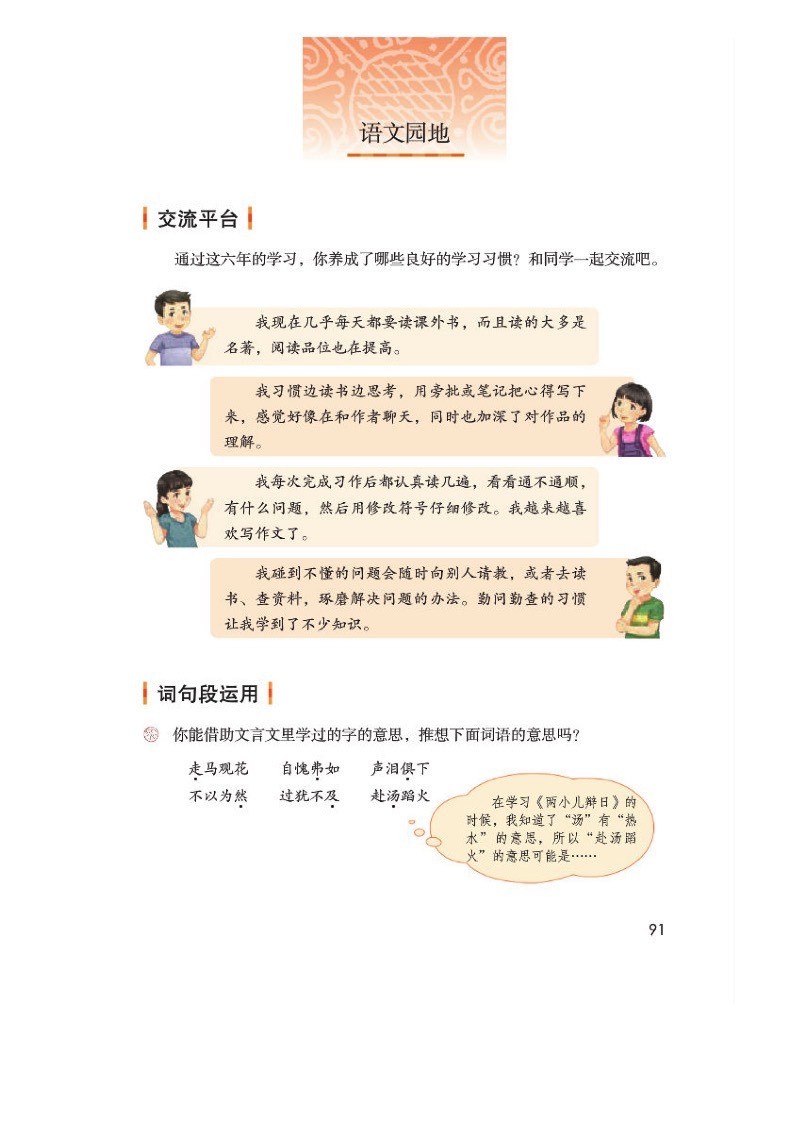 语文园地
交流平台
通过这六年的学习，你养成了哪些良好的学习习惯？和同学一起交流吧。
我现在几乎每天都要读课外书，而且读的大多是
名著，阅读品位也在提高。
我习惯边读书边思考，用旁批或笔记把心得写下
来，感觉好像在和作者聊天，同时也加深了对作品的
理解。
我每次完成习作后都认真读几遍，看看通不通顺，
有什么问题，然后用修改符号仔细修改。我越来越喜
欢写作文了。
我碰到不懂的问题会随时向别人请教，或者去读
书、查资料，琢磨解决问题的办法。勤问勤查的习惯
让我学到了不少知识。
词句段运用
你能借助文言文里学过的字的意思，推想下面词语的意思吗？
走马观花 自愧弗如 声泪俱下
不以为然 过犹不及 赴汤蹈火
在学习《两小儿辩日》的
时候，我知道了“汤”有“热
水”的意思，所以“赴汤蹈
火”的意思可能是……
91